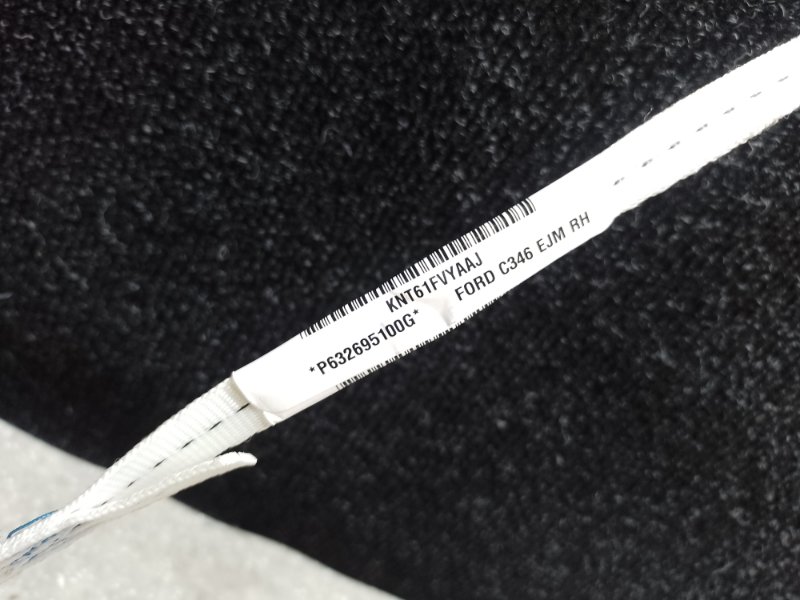 KNT61FVYAAJ
FORD C346 EJM RH
*P632695100G*